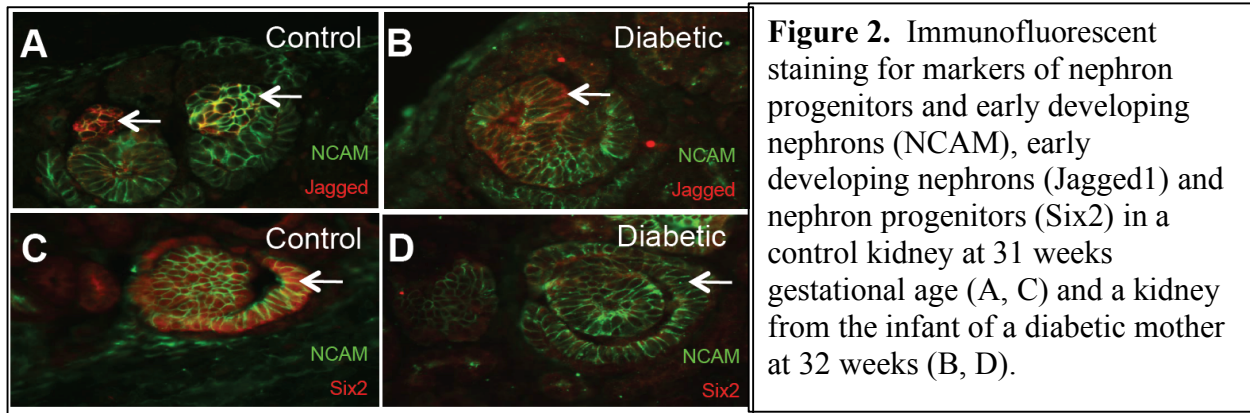 A
Control
NCAM
Jagged
B
Diabetic
NCAM
Jagged
C
Control
NCAM
Six2
D
Diabetic
NCAM
Six2
Figure 2. Immunofluorescent
staining for markers of nephron
progenitors and early developing
nephrons (NCAM), early
developing nephrons (Jagged1) and
nephron progenitors (Six2) in a
control kidney at 31 weeks
gestational age (A, C) and a kidney
from the infant of a diabetic mother
at 32 weeks (B, D).